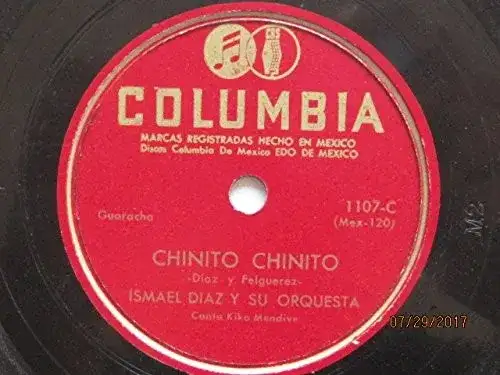 COLUMBIA
MARCAS REGISTRADAS HECHO EN MEXICO
Discos Columbia De Mexico EDO DE MEXICO
Guaracha
1107-C
(Mex-120)
CHINITO CHINITO
-Diaz y Felguerez-
ISMAEL DIAZ Y SU ORQUESTA
Canta Kiko Mendive
M2
07/29/2017